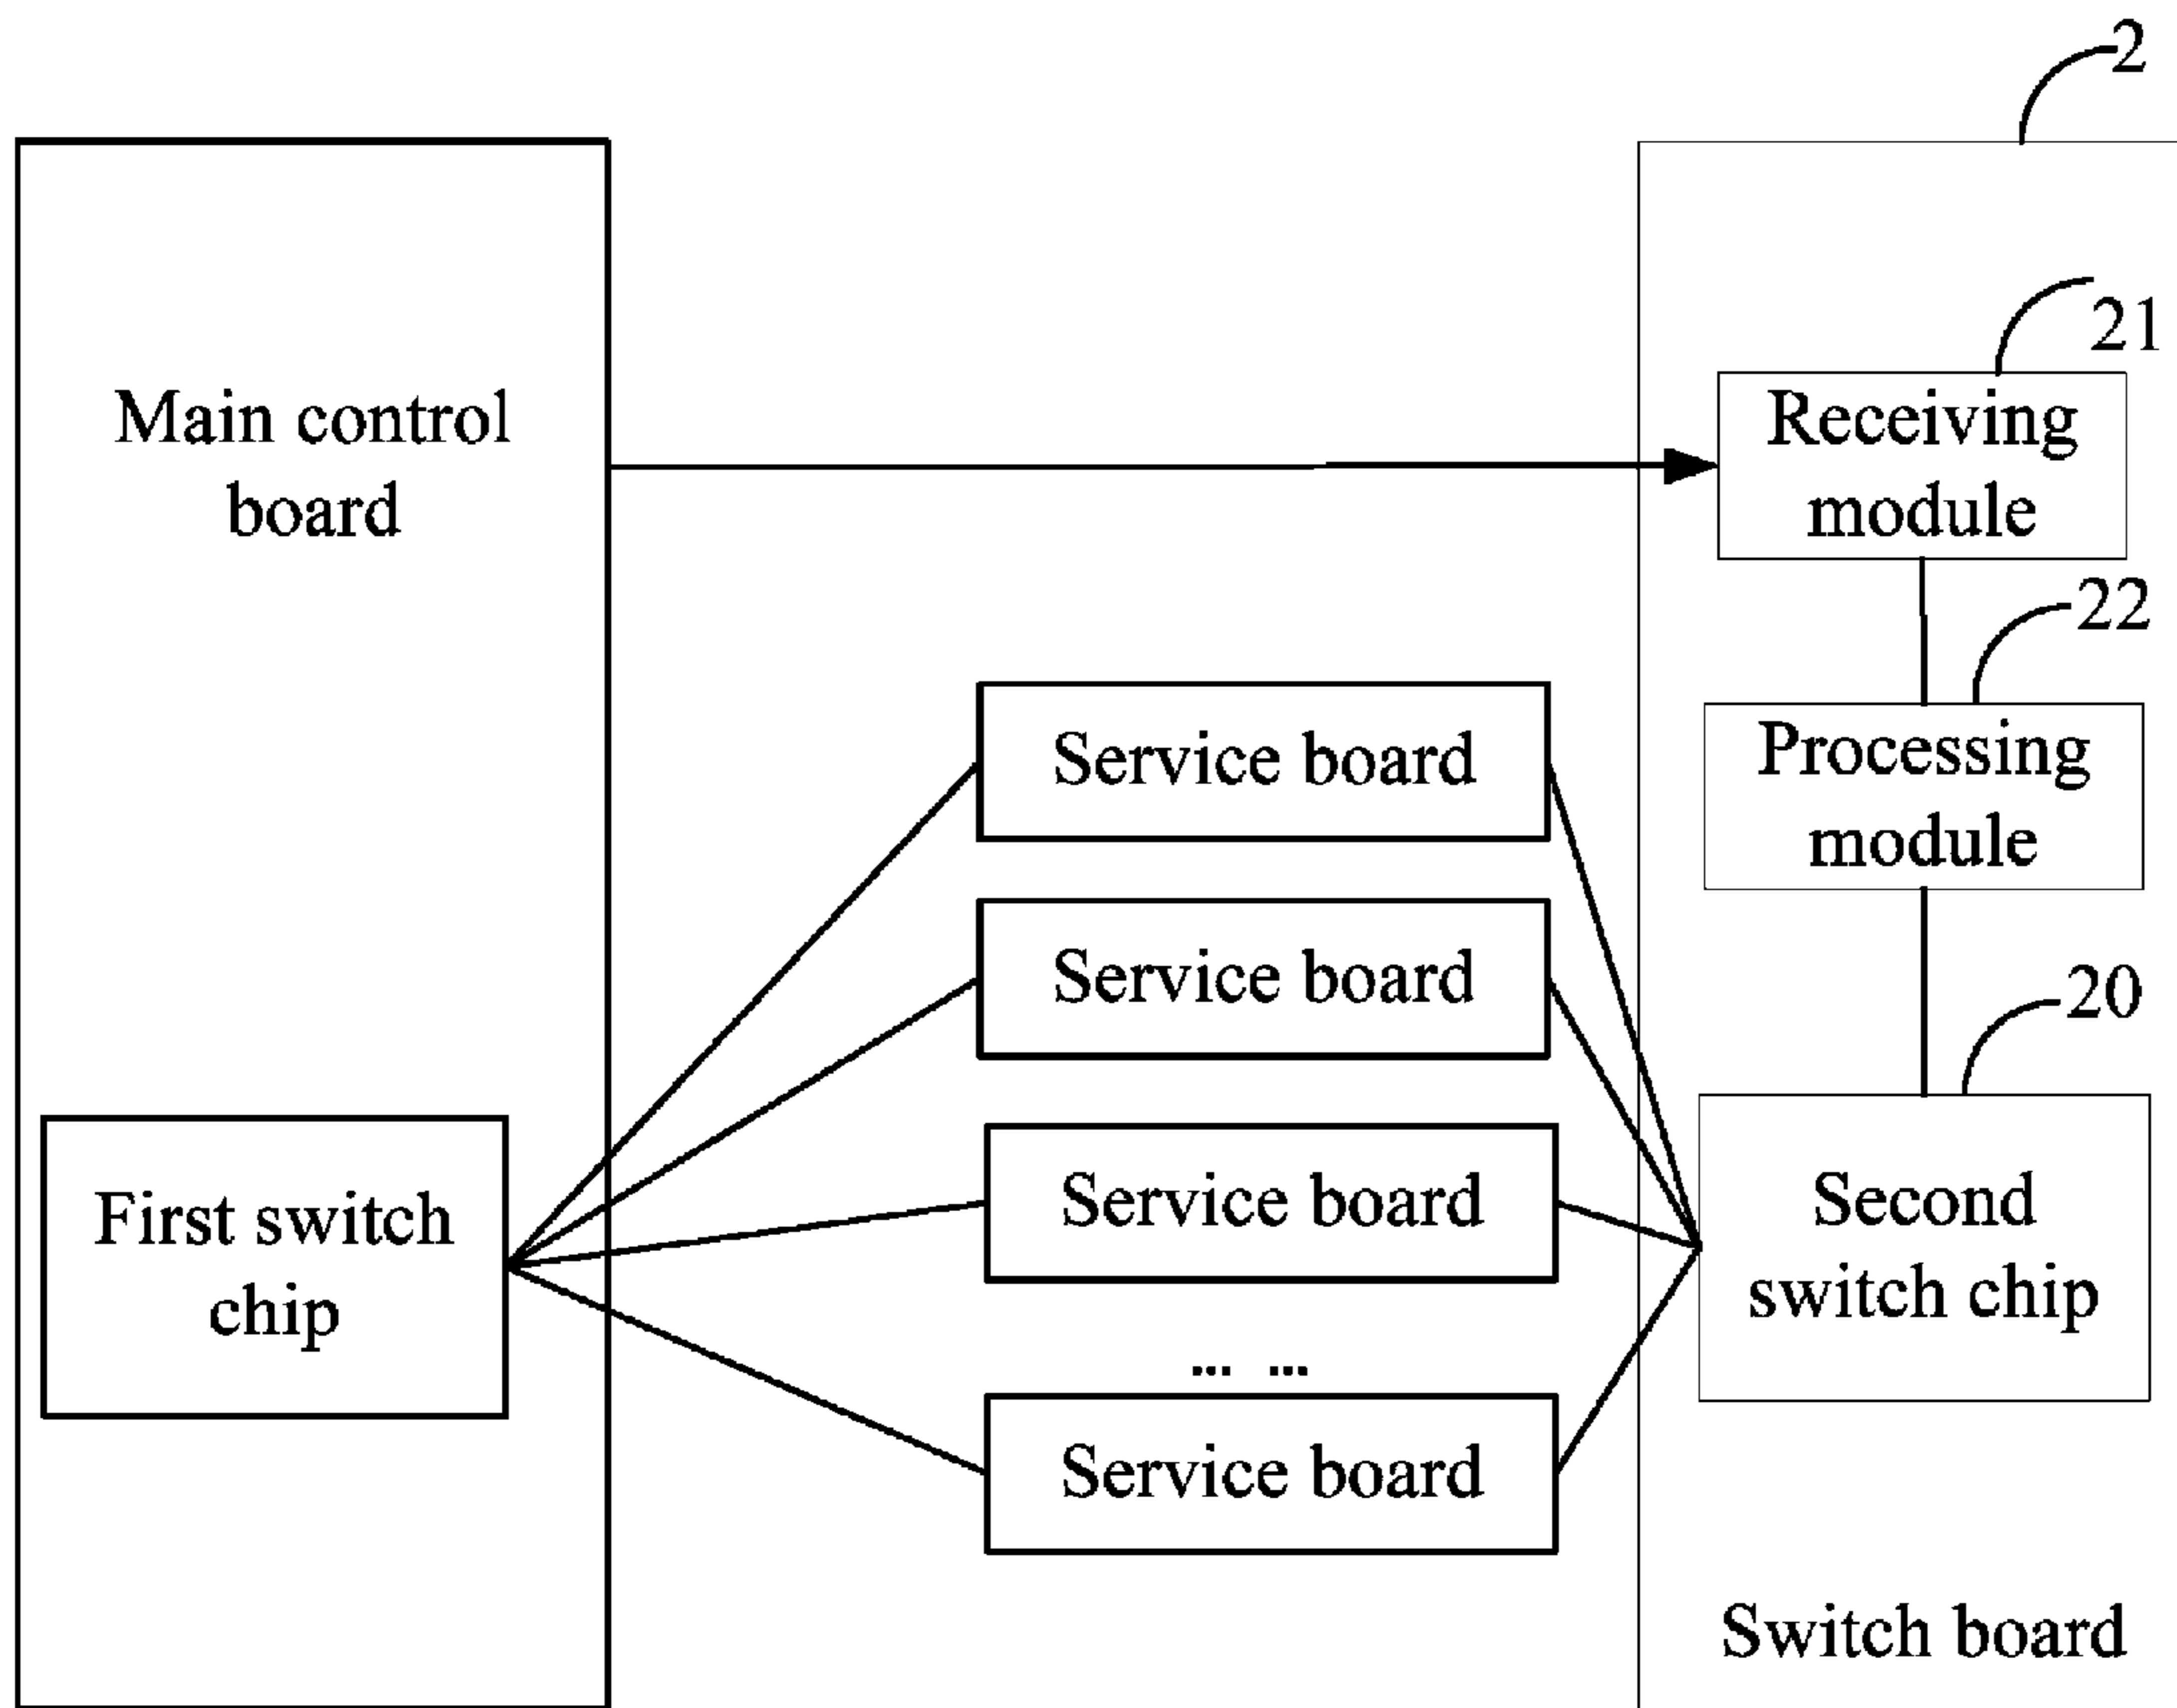 2
21
Main control
board
Receiving
module
22
Service board
Processing
module
Service board
20
First switch
chip
Service board
Second
switch chip
... ...
Service board
Switch board